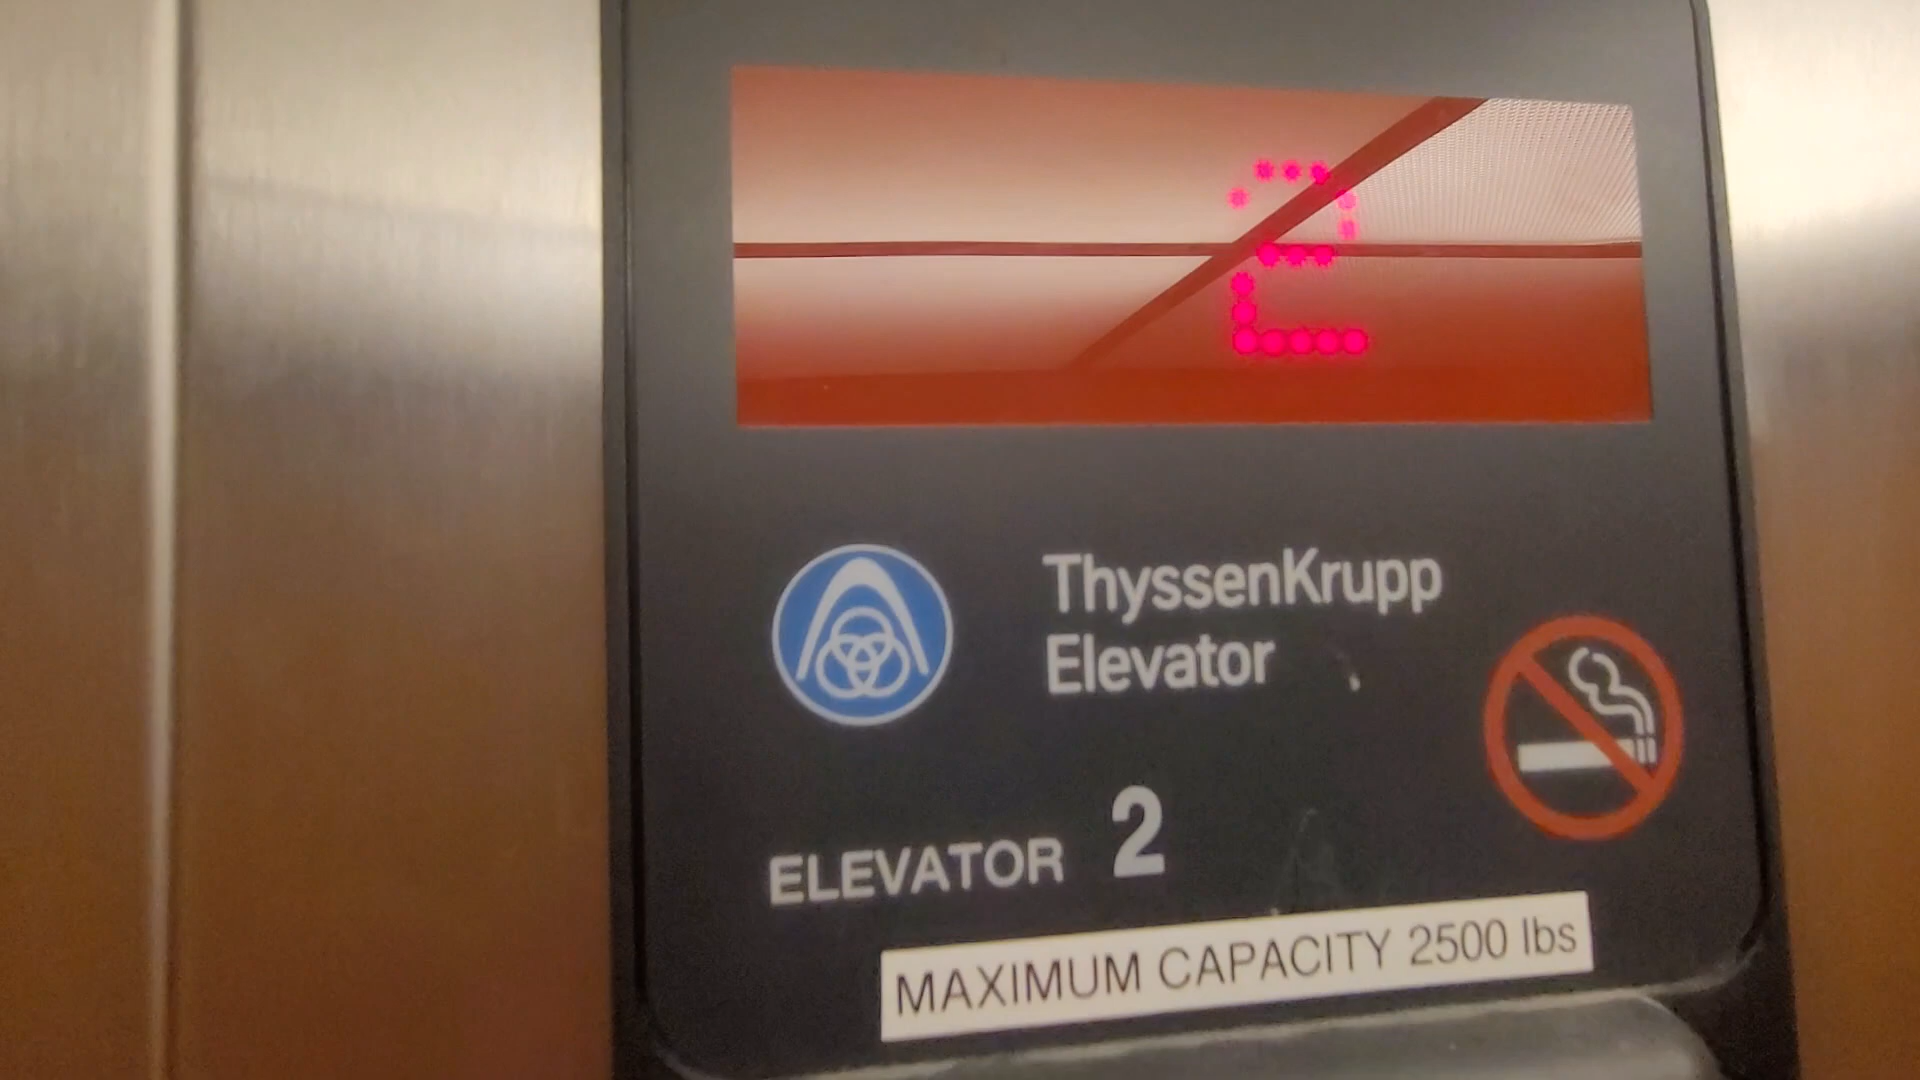 2
ThyssenKrupp
Elevator
ELEVATOR 2
MAXIMUM CAPACITY 2500 lbs